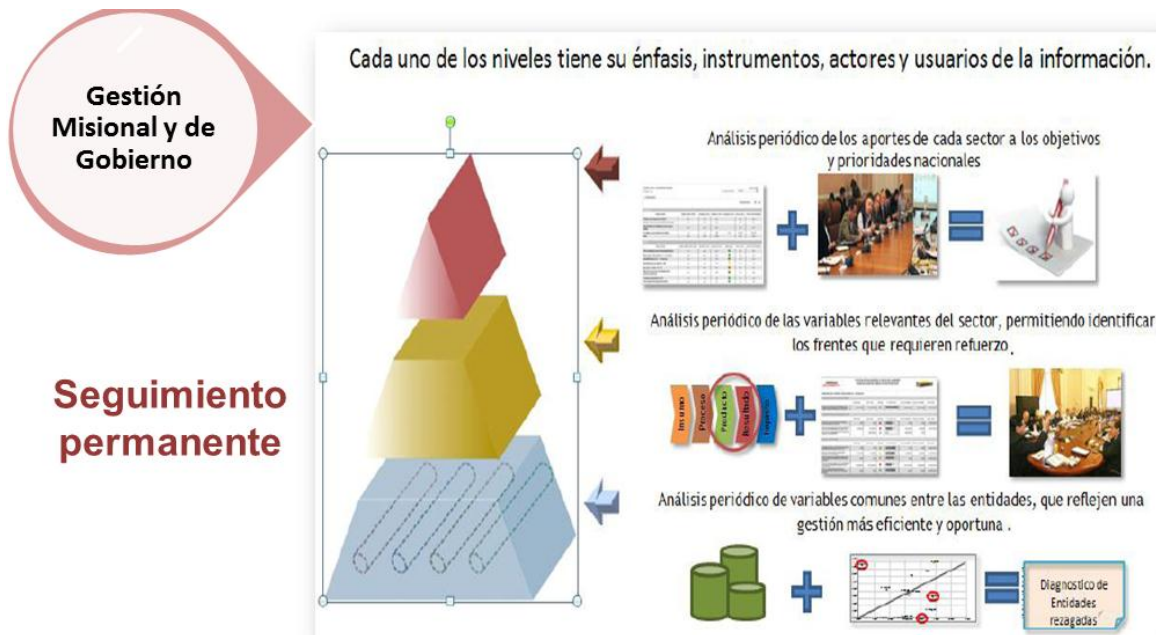 Gestión
Misional y de
Gobierno
Cada uno de los niveles tiene su énfasis, instrumentos, actores y usuarios de la información.
Análisis periódico de los aportes de cada sector a los objetivos
y prioridades nacionales
Análisis periódico de las variables relevantes del sector, permitiendo identificar
los frentes que requieren refuerzo.
Seguimiento
permanente
Insumo
Proceso
Producto
Resultado
Análisis periódico de variables comunes entre las entidades, que reflejen una
gestión más eficiente y oportuna .
Diagnostico de
Entidades
rezagadas